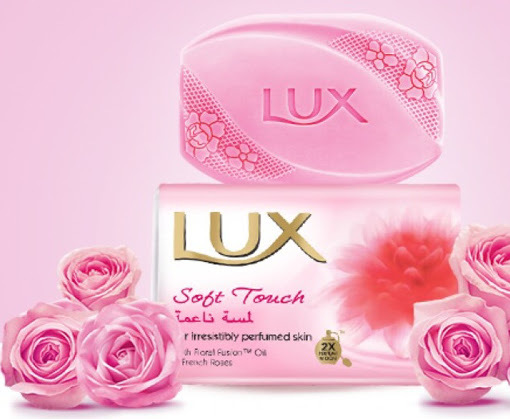 LUX
LUX
Soft Touch
لمسة ناعمة
r irresistibly perfumed skin
th Floral Fusion™ Oil
French Roses
2X